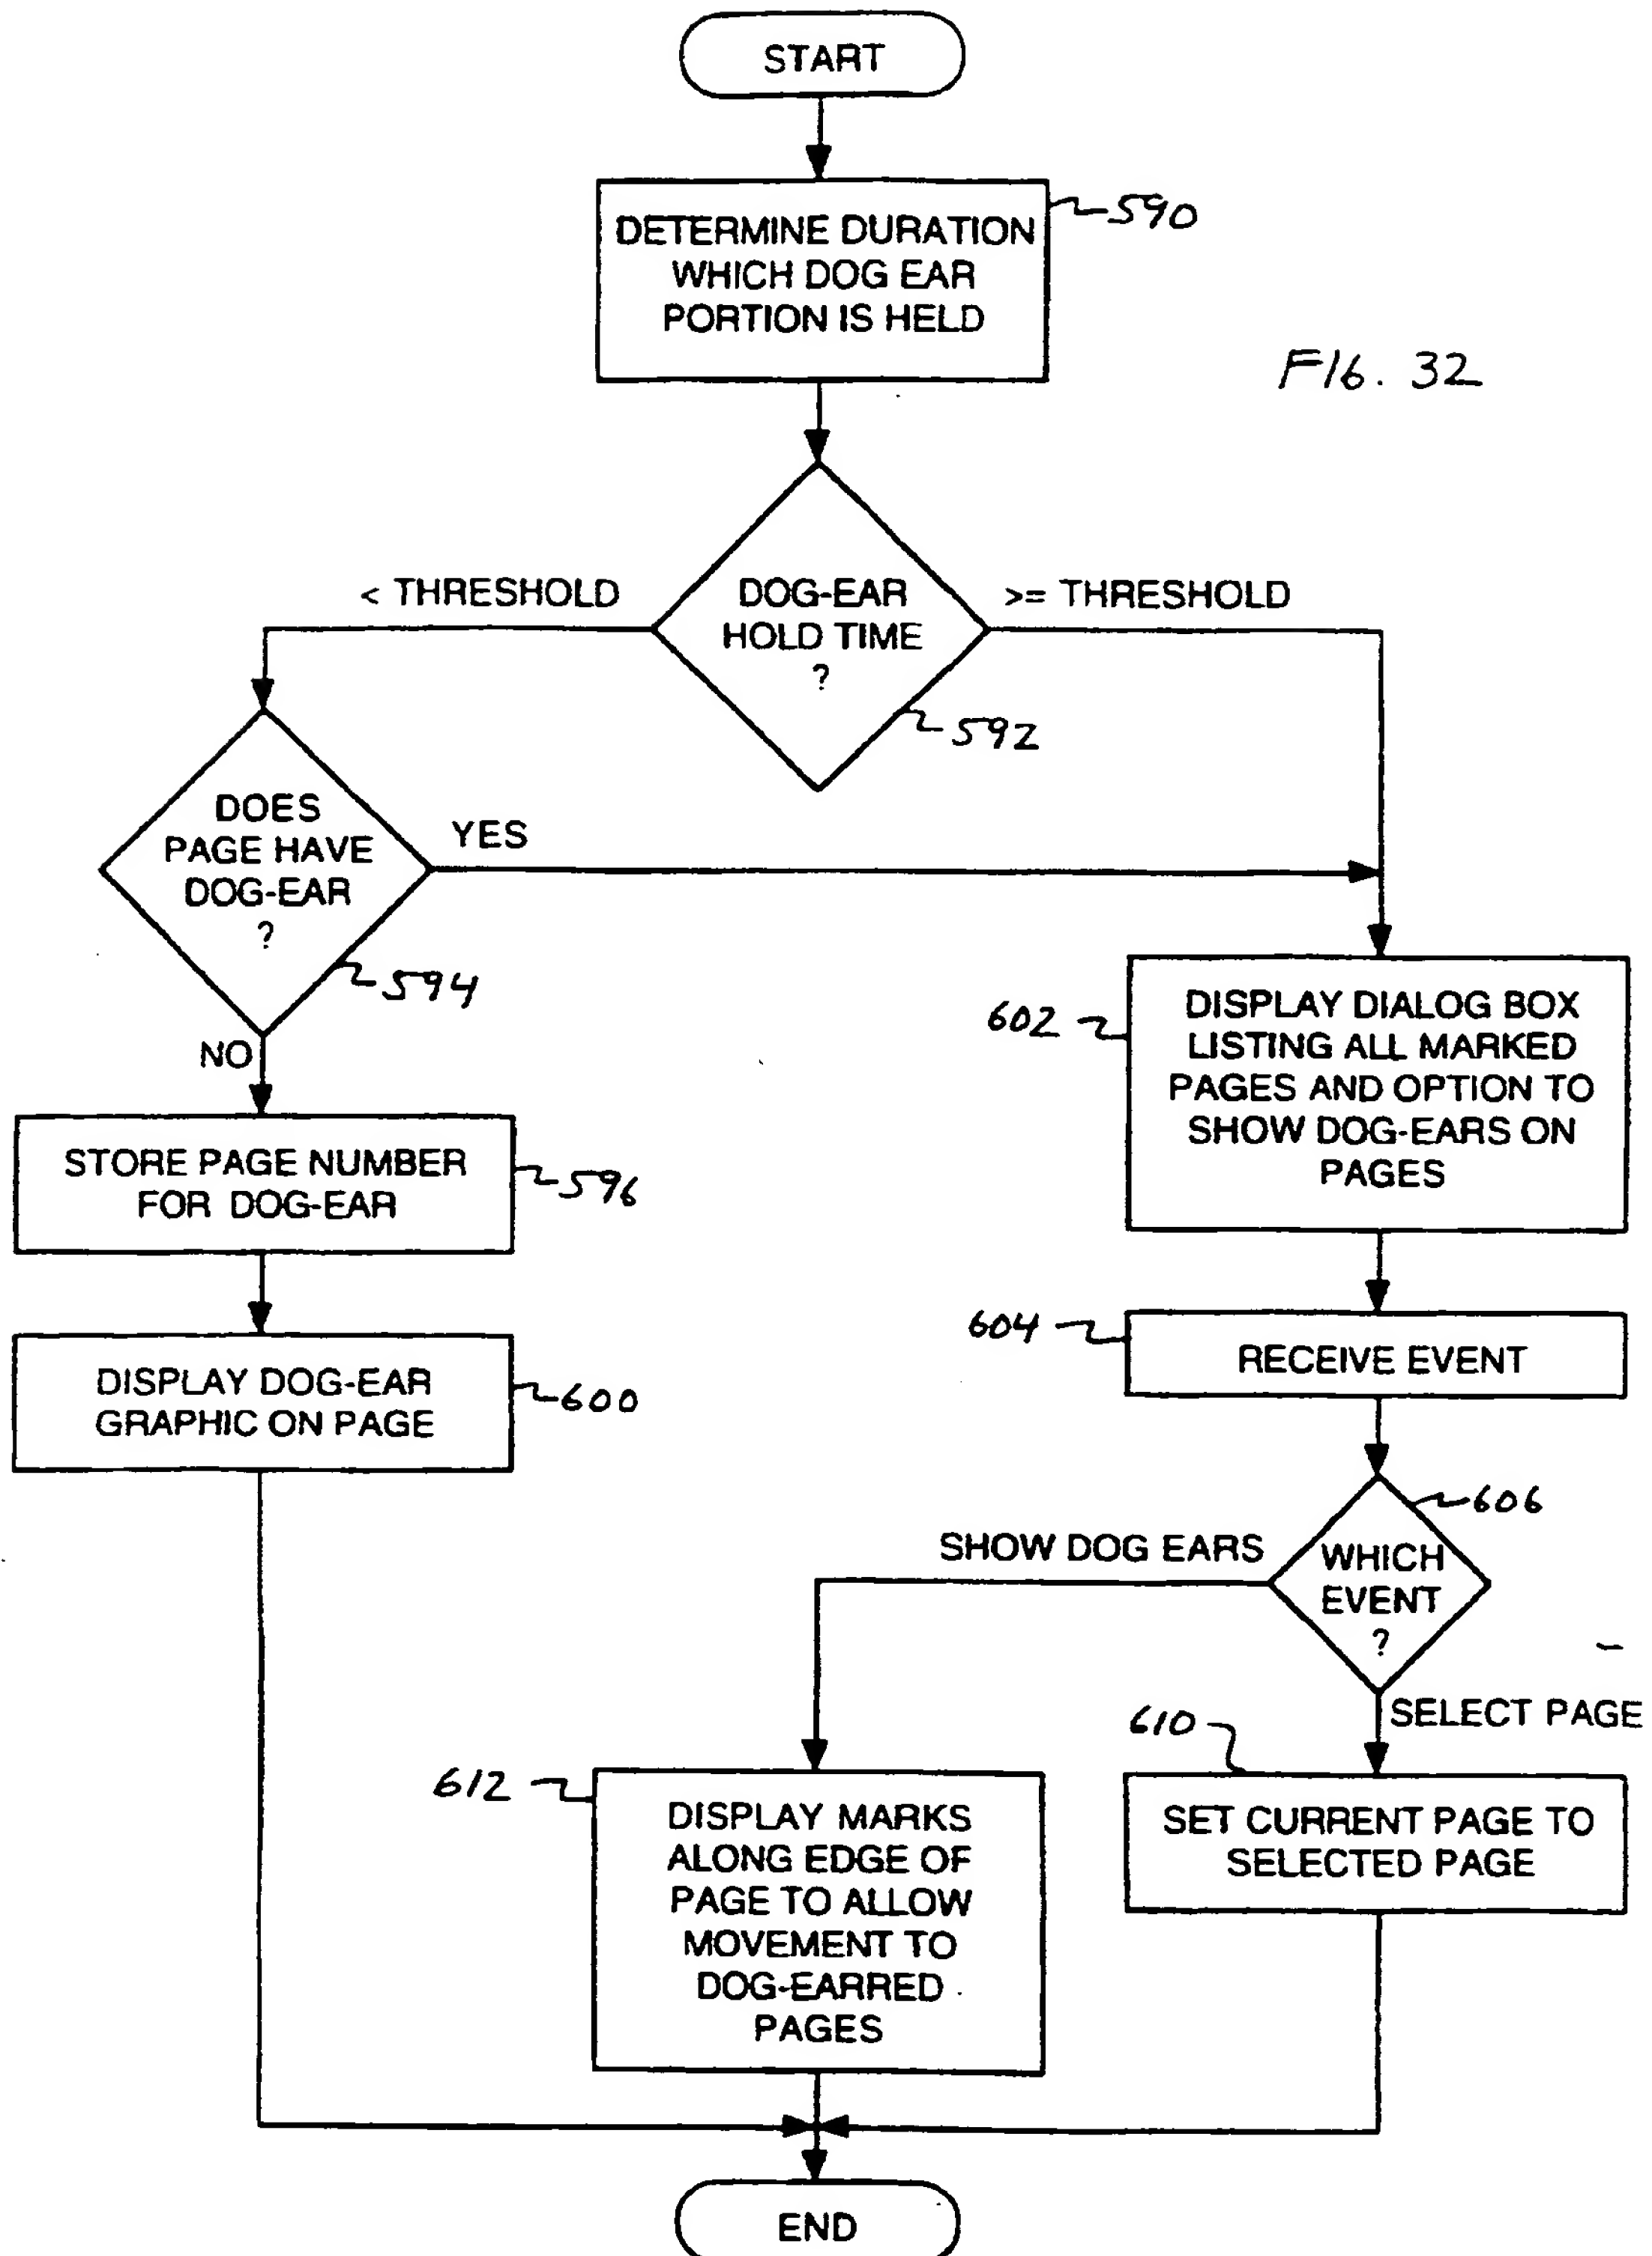 START
DETERMINE DURATION
WHICH DOG EAR
PORTION IS HELD
590
FIG. 32
< THRESHOLD
DOG-EAR
HOLD TIME
?
>= THRESHOLD
592
DOES
PAGE HAVE
DOG-EAR
?
YES
594
NO
602
DISPLAY DIALOG BOX
LISTING ALL MARKED
PAGES AND OPTION TO
SHOW DOG-EARS ON
PAGES
STORE PAGE NUMBER
FOR DOG-EAR
596
604
RECEIVE EVENT
DISPLAY DOG-EAR
GRAPHIC ON PAGE
600
606
SHOW DOG EARS
WHICH
EVENT
?
SELECT PAGE
610
SET CURRENT PAGE TO
SELECTED PAGE
612
DISPLAY MARKS
ALONG EDGE OF
PAGE TO ALLOW
MOVEMENT TO
DOG-EARRED
PAGES
END